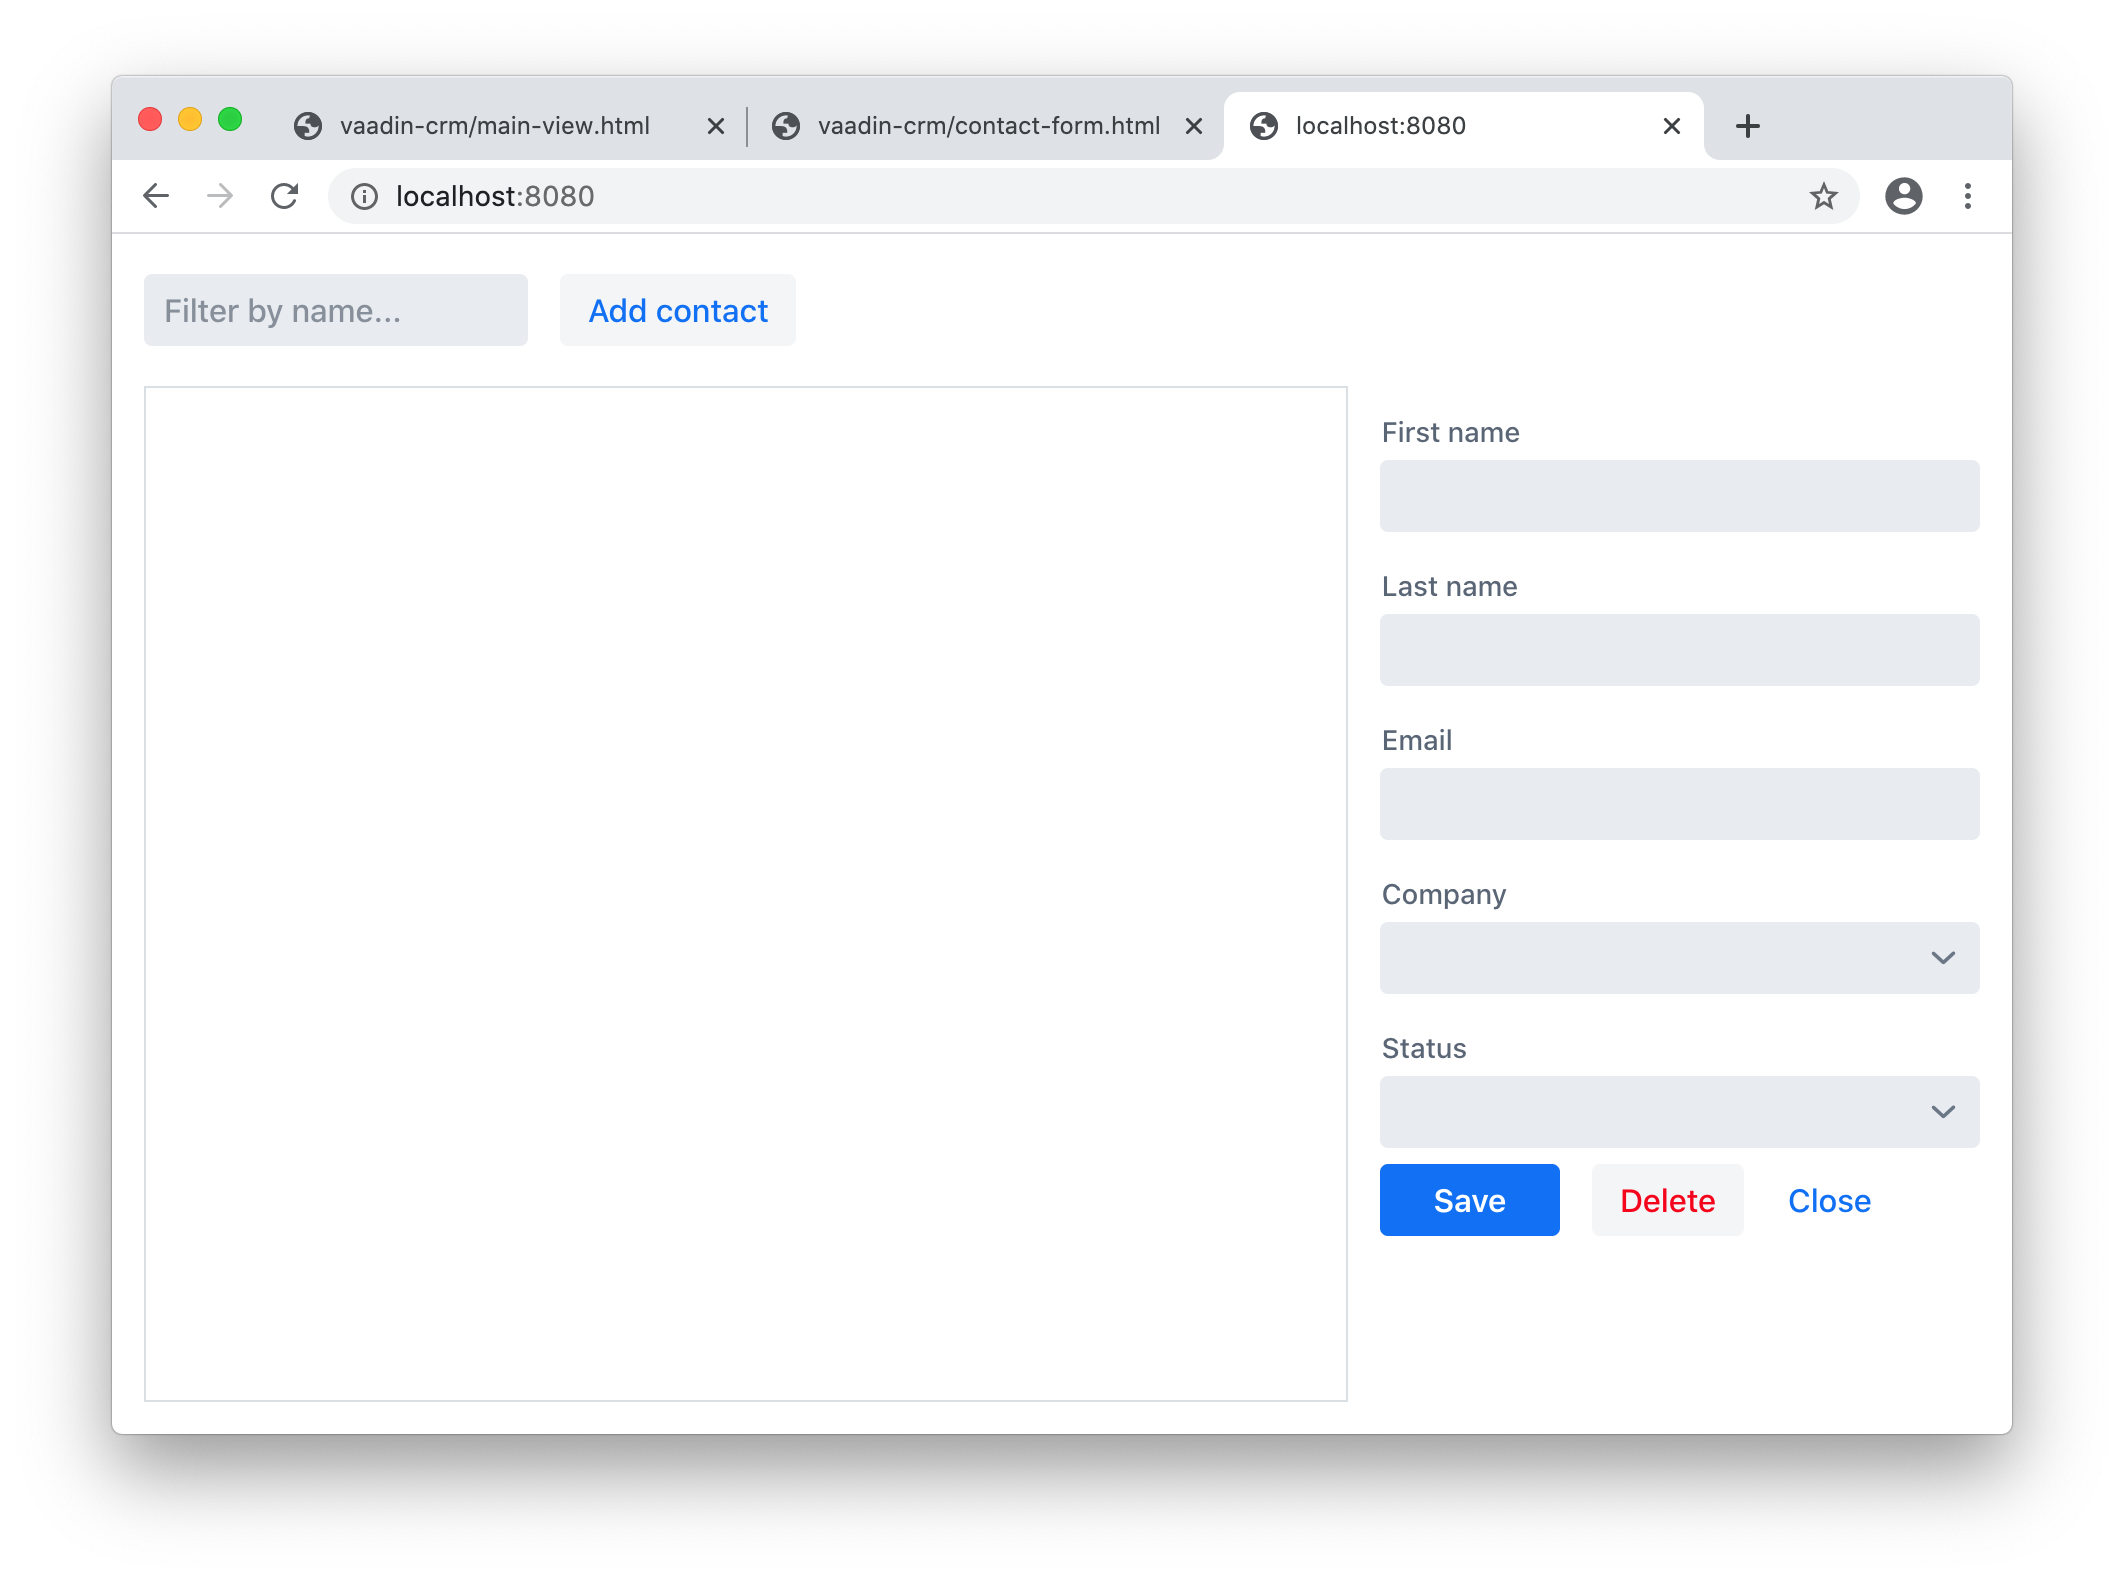 vaadin-crm/main-view.html
vaadin-crm/contact-form.html
localhost:8080
localhost:8080
Filter by name...
Add contact
First name
Last name
Email
Company
Status
Save
Delete
Close